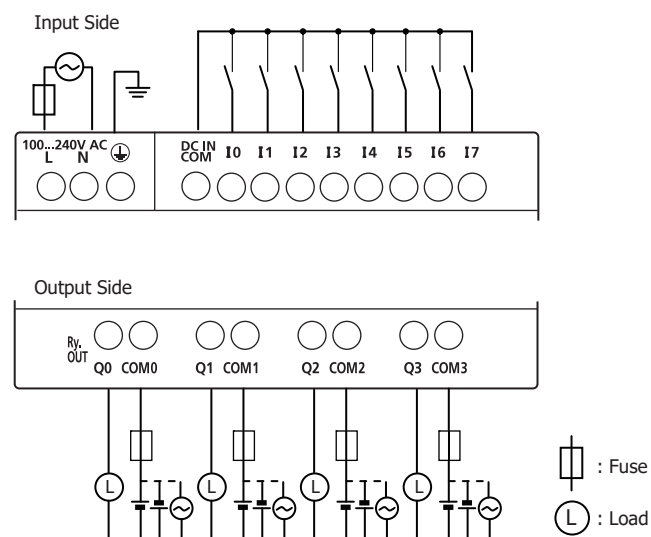 Input Side
100...240V AC
L N
DC IN
COM I0 I1 I2 I3 I4 I5 I6 I7
Output Side
Ry.
OUT
Q0 COM0 Q1 COM1 Q2 COM2 Q3 COM3
L L L L
: Fuse
L : Load